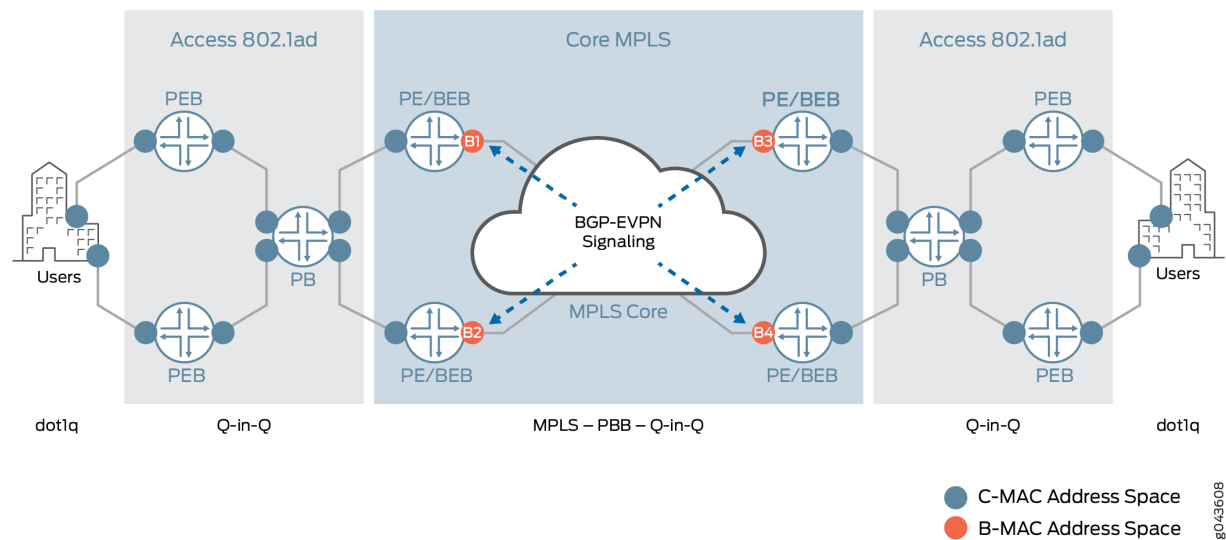 Access 802.1ad
Core MPLS
Access 802.1ad
PEB
PE/BEB
PE/BEB
PEB
B1
B3
Users
PB
BGP-EVPN
Signaling
PB
Users
MPLS Core
B2
B4
PEB
PE/BEB
PE/BEB
PEB
dot1q
Q-in-Q
MPLS – PBB – Q-in-Q
Q-in-Q
dot1q
C-MAC Address Space
B-MAC Address Space
g043608